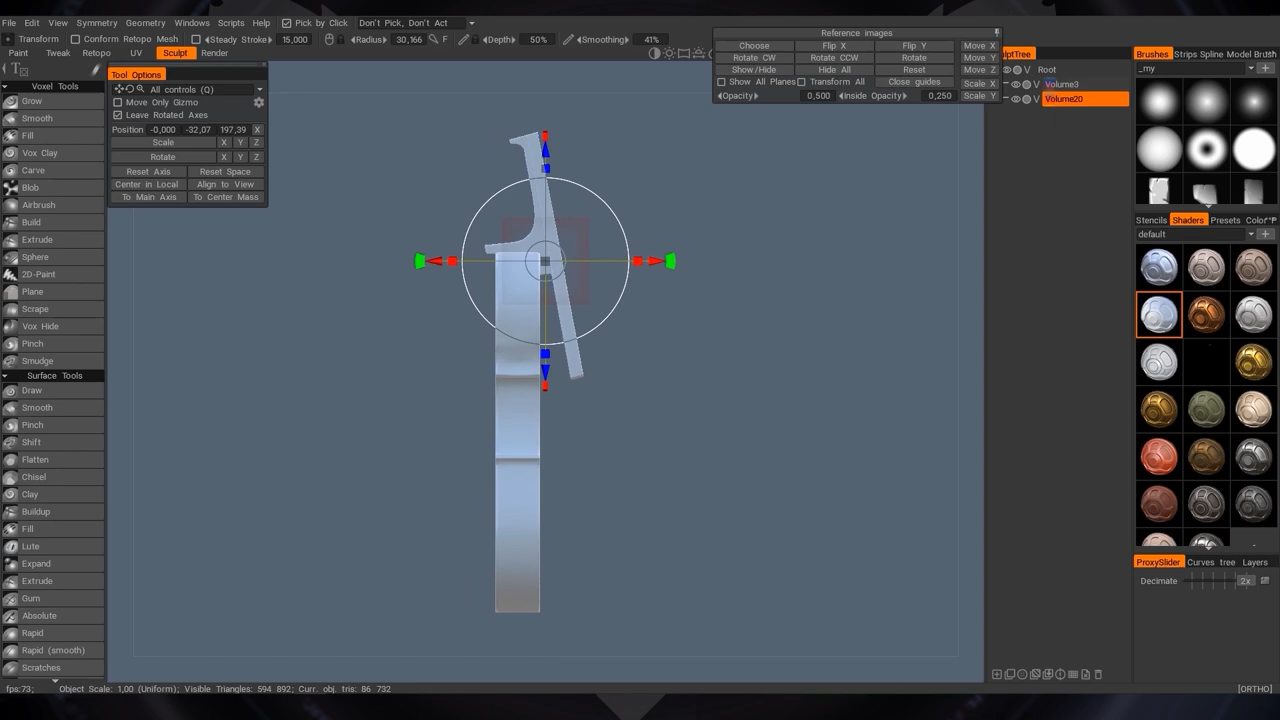 File Edit View Symmetry Geometry Windows Scripts Help Pick by Click Don't Pick, Don't Act
Transform Conform Retopo Mesh Steady Stroke 15,000 Radius 30,166 F Depth 50% Smoothing 41%
Paint Tweak Retopo UV Sculpt Render
Voxel Tools
Grow
Smooth
Fill
Vox Clay
Carve
Blob
Airbrush
Build
Extrude
Sphere
2D-Paint
Plane
Scrape
Vox Hide
Pinch
Smudge
Surface Tools
Draw
Smooth
Pinch
Shift
Flatten
Chisel
Clay
Buildup
Fill
Lute
Expand
Extrude
Gum
Absolute
Rapid
Rapid (smooth)
Scratches
Tool Options
All controls (Q)
Move Only Gizmo
Leave Rotated Axes
Position -0,000 -32,07 197,39 X
Scale X Y Z
Rotate X Y Z
Reset Axis Reset Space
Center in Local Align to View
To Main Axis To Center Mass
Reference images
Choose Flip X Flip Y Move X
Rotate CW Rotate CCW Rotate Move Y
Show/Hide Hide All Reset Move Z
Show All Planes Transform All Close guides Scale X
Opacity 0,500 Inside Opacity 0,250 Scale Y
Root
V Volume3
V Volume20
Brushes Strips Spline Model Brush
_my
Stencils Shaders Presets Color
default
ProxySlider Curves tree Layers
Decimate 2x
fps:73; Object Scale: 1,00 (Uniform); Visible Triangles: 594 892; Curr. obj. tris: 86 732
[ORTHO]